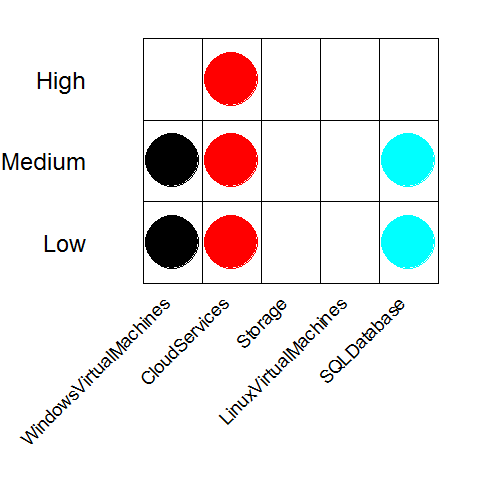 High
Medium
Low
WindowsVirtualMachines
CloudServices
Storage
LinuxVirtualMachines
SQLDatabase